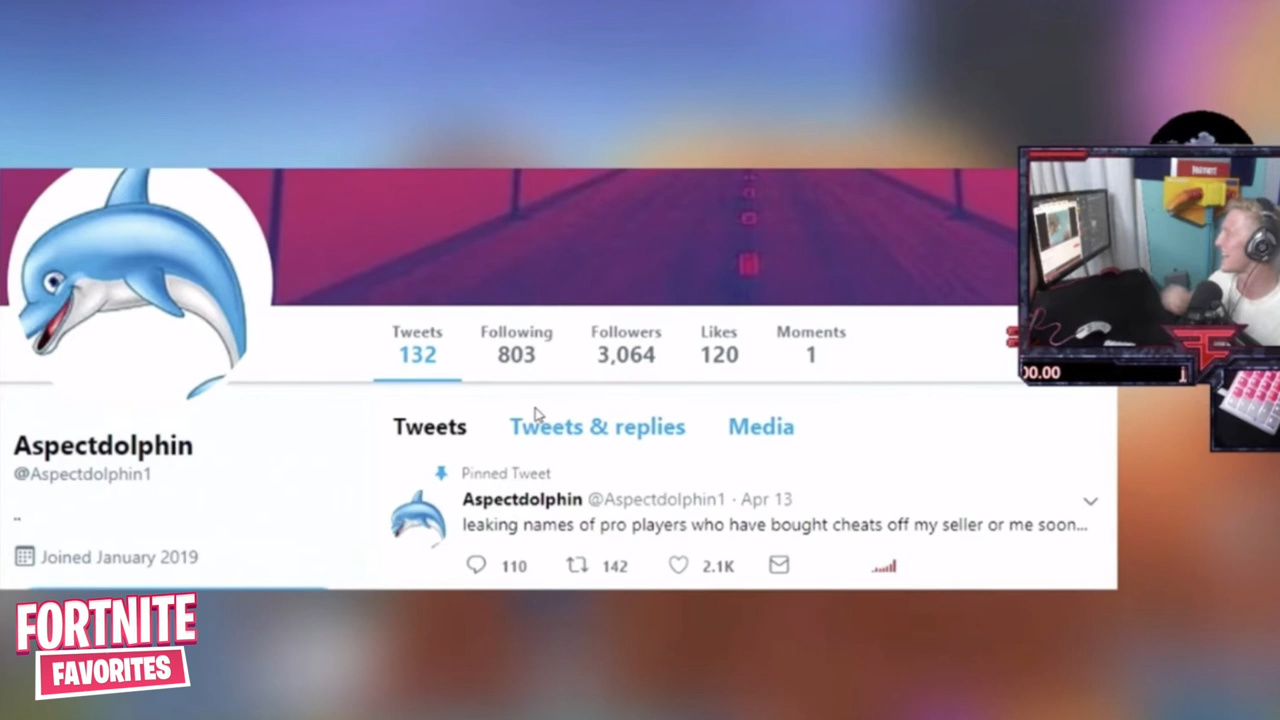 Tweets Following Followers Likes Moments
132 803 3,064 120 1
00.00
Aspectdolphin
@Aspectdolphin1
..
Joined January 2019
Tweets Tweets & replies Media
Pinned Tweet
Aspectdolphin @Aspectdolphin1 · Apr 13
leaking names of pro players who have bought cheats off my seller or me soon...
110 142 2.1K
FORTNITE
FAVORITES